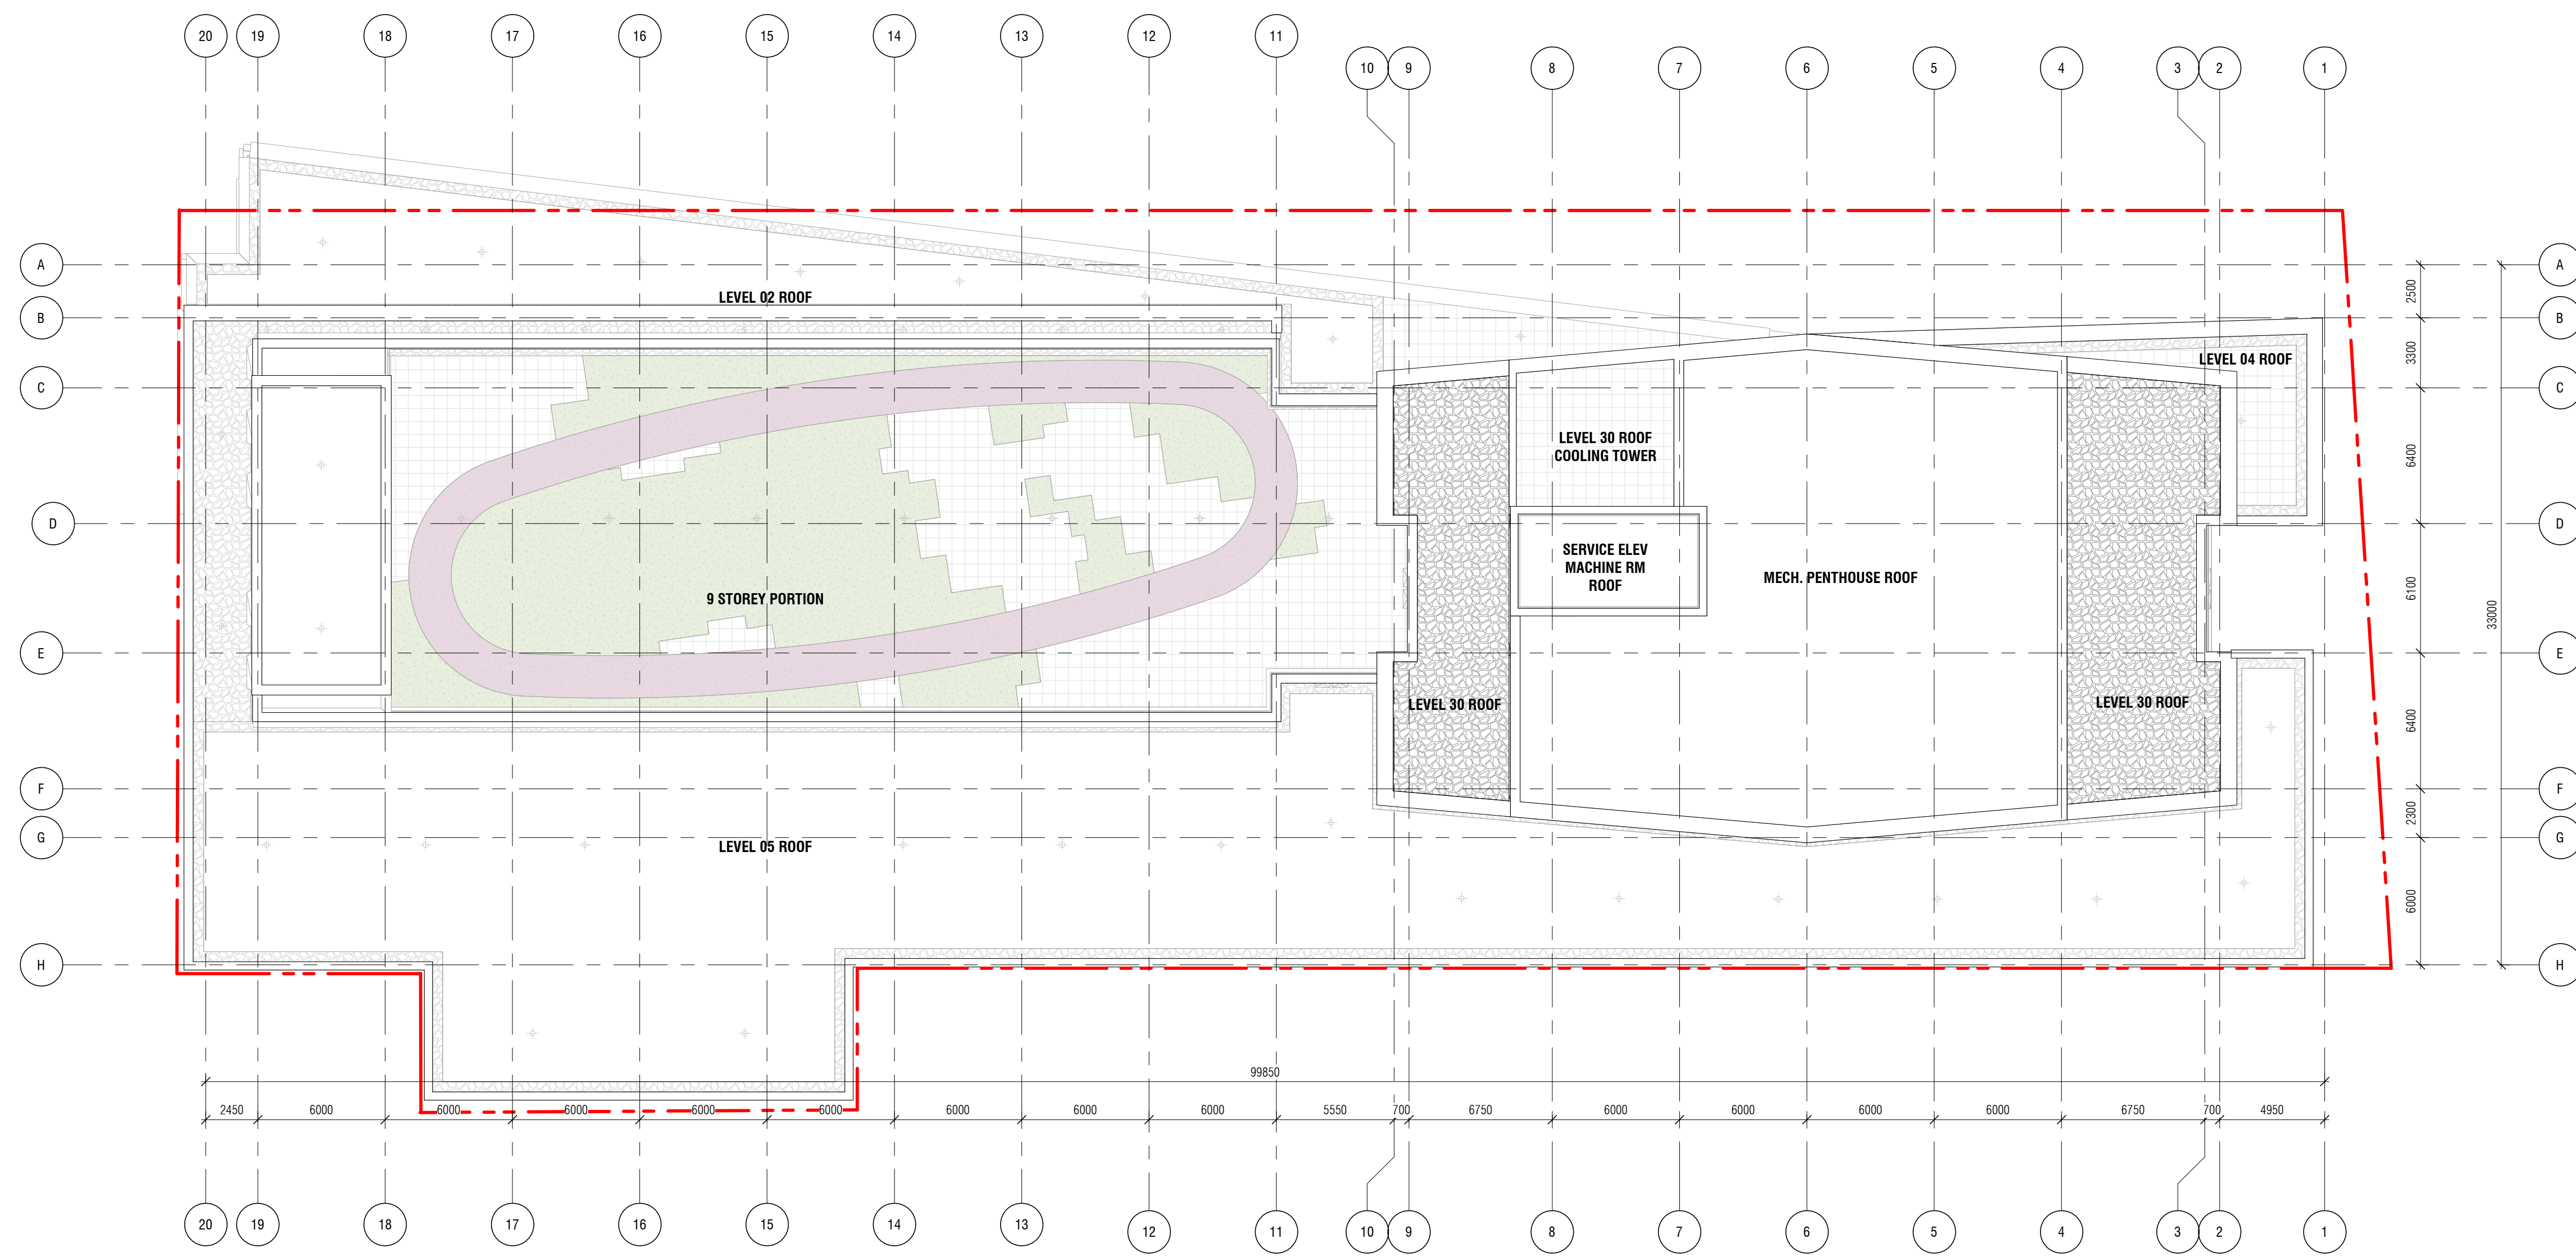 20 19 18 17 16 15 14 13 12 11
10 9 8 7 6 5 4 3 2 1
A A
2500
LEVEL 02 ROOF
B B
3300
LEVEL 04 ROOF
C C
LEVEL 30 ROOF
COOLING TOWER
6400
D D
SERVICE ELEV
MACHINE RM
ROOF
MECH. PENTHOUSE ROOF
6100
33000
9 STOREY PORTION
E E
LEVEL 30 ROOF
LEVEL 30 ROOF
6400
F F
2300
G G
LEVEL 05 ROOF
6000
H H
99850
2450 6000 6000 6000 6000 6000 6000 6000 6000 5550 700 6750 6000 6000 6000 6000 6750 700 4950
20 19 18 17 16 15 14 13 12 11 10 9 8 7 6 5 4 3 2 1